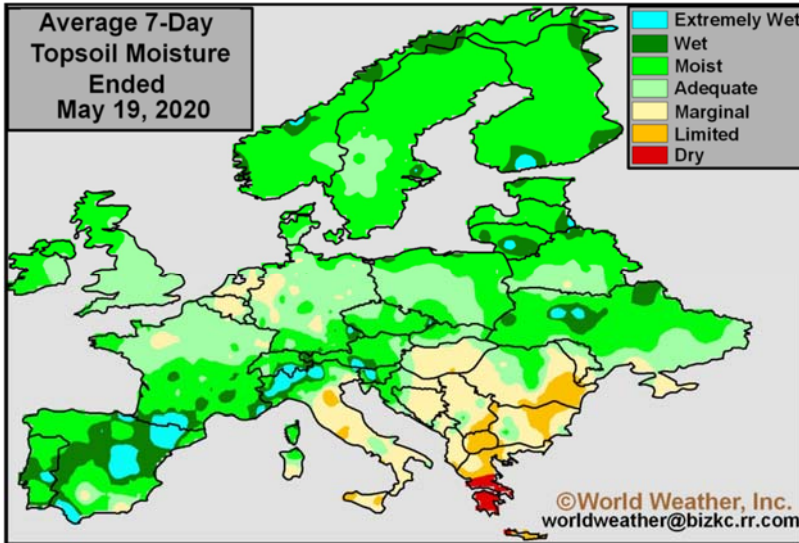 Average 7-Day
Topsoil Moisture
Ended
May 19, 2020
Extremely Wet
Wet
Moist
Adequate
Marginal
Limited
Dry
©World Weather, Inc.
worldweather@bizkc.rr.com